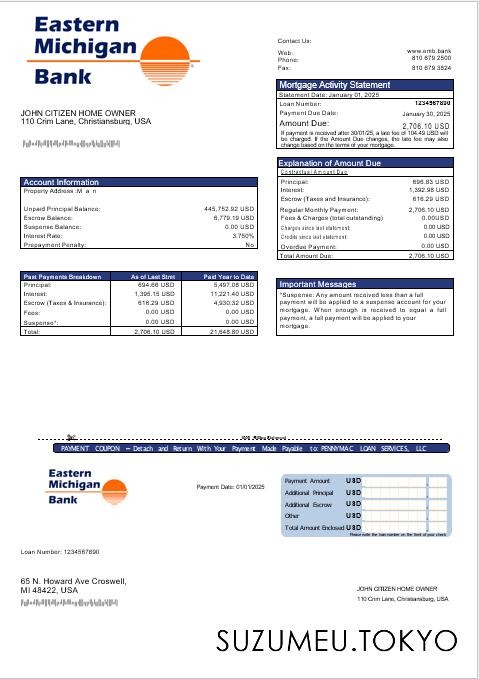 Eastern
Michigan
Bank
Contact Us:
Web: www.emb.bank
Phone: 810 679 2500
Fax: 810 679 3824
Mortgage Activity Statement
Statement Date: January 01, 2025
Loan Number: 1234567890
Payment Due Date: January 30, 2025
Amount Due: 2,706.10 USD
If payment is received after 30/01/25, a late fee of 104.49 USD will
be charged. If the Amount Due changes, the late fee may also
change based on the terms of your mortgage.
JOHN CITIZEN HOME OWNER
110 Crim Lane, Christiansburg, USA
Explanation of Amount Due
Contractual Amount Due
Principal: 696.83 USD
Interest: 1,392.98 USD
Escrow (Taxes and Insurance): 616.29 USD
Regular Monthly Payment: 2,706.10 USD
Fees & Charges (total outstanding) 0.00USD
Charges since last statement: 0.00 USD
Credits since last statement: 0.00 USD
Overdue Payment: 0.00 USD
Total Amount Due: 2,706.10 USD
Account Information
Property Address :M a n
Unpaid Principal Balance: 445,752.92 USD
Escrow Balance: 6,779.19 USD
Suspense Balance: 0.00 USD
Interest Rate: 3.750%
Prepayment Penalty: No
Past Payments Breakdown As of Last Stmt Paid Year to Date
Principal: 694.66 USD 5,497.08 USD
Interest: 1,395.15 USD 11,221.40 USD
Escrow (Taxes & Insurance): 616.29 USD 4,930.32 USD
Fees: 0.00 USD 0.00 USD
Suspense*: 0.00 USD 0.00 USD
Total: 2,706.10 USD 21,648.80 USD
Important Messages
*Suspense: Any amount received less than a full
payment will be applied to a suspense account for your
mortgage. When enough is received to equal a full
payment, a full payment will be applied to your
mortgage.
PAYMENT COUPON – Detach and Return With Your Payment Made Payable to: PENNYMAC LOAN SERVICES, LLC
Eastern
Michigan
Bank
Payment Date: 01/01/2025
Payment Amount USD
Additional Principal USD
Additional Escrow USD
Other USD
Total Amount Enclosed USD
Please write the loan number on the front of your check
Loan Number: 1234567890
65 N. Howard Ave Croswell,
MI 48422, USA
JOHN CITIZEN HOME OWNER
110 Crim Lane, Christiansburg, USA
SUZUMEU.TOKYO